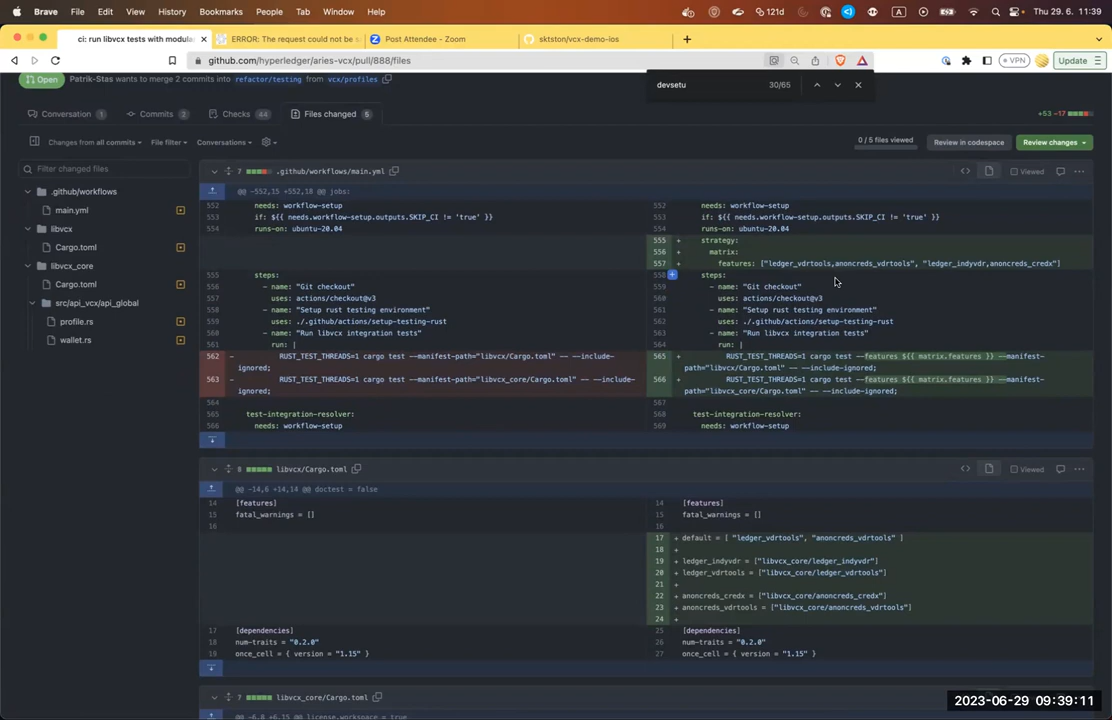 Brave File Edit View History Bookmarks People Tab Window Help
121d
A
Thu 29. 6. 11:39
ci: run libvcx tests with modula
ERROR: The request could not be s
Post Attendee - Zoom
sktston/vcx-demo-ios
github.com/hyperledger/aries-vcx/pull/888/files
VPN
Update
Open
Patrik-Stas wants to merge 2 commits into refactor/testing from vcx/profiles
devsetu 30/65
Conversation 1
Commits 2
Checks 44
Files changed 5
+53 −17
Changes from all commits
File filter
Conversations
0 / 5 files viewed
Review in codespace
Review changes
Filter changed files
.github/workflows
main.yml
libvcx
Cargo.toml
libvcx_core
Cargo.toml
src/api_vcx/api_global
profile.rs
wallet.rs
7 .github/workflows/main.yml
Viewed
@@ -552,15 +552,18 @@ jobs:
552 needs: workflow-setup
553 if: ${{ needs.workflow-setup.outputs.SKIP_CI != 'true' }}
554 runs-on: ubuntu-20.04
555 steps:
556 - name: "Git checkout"
557 uses: actions/checkout@v3
558 - name: "Setup rust testing environment"
559 uses: ./.github/actions/setup-testing-rust
560 - name: "Run libvcx integration tests"
561 run: |
562 - RUST_TEST_THREADS=1 cargo test --manifest-path="libvcx/Cargo.toml" -- --include-
ignored;
563 - RUST_TEST_THREADS=1 cargo test --manifest-path="libvcx_core/Cargo.toml" -- --include-
ignored;
564
565 test-integration-resolver:
566 needs: workflow-setup
552 needs: workflow-setup
553 if: ${{ needs.workflow-setup.outputs.SKIP_CI != 'true' }}
554 runs-on: ubuntu-20.04
555 + strategy:
556 + matrix:
557 + features: ["ledger_vdrtools,anoncreds_vdrtools", "ledger_indyvdr,anoncreds_credx"]
558 steps:
559 - name: "Git checkout"
560 uses: actions/checkout@v3
561 - name: "Setup rust testing environment"
562 uses: ./.github/actions/setup-testing-rust
563 - name: "Run libvcx integration tests"
564 run: |
565 + RUST_TEST_THREADS=1 cargo test --features ${{ matrix.features }} --manifest-
path="libvcx/Cargo.toml" -- --include-ignored;
566 + RUST_TEST_THREADS=1 cargo test --features ${{ matrix.features }} --manifest-
path="libvcx_core/Cargo.toml" -- --include-ignored;
567
568 test-integration-resolver:
569 needs: workflow-setup
8 libvcx/Cargo.toml
Viewed
@@ -14,6 +14,14 @@ doctest = false
14 [features]
15 fatal_warnings = []
16
17 [dependencies]
18 num-traits = "0.2.0"
19 once_cell = { version = "1.15" }
14 [features]
15 fatal_warnings = []
16
17 + default = [ "ledger_vdrtools", "anoncreds_vdrtools" ]
18 +
19 + ledger_indyvdr = ["libvcx_core/ledger_indyvdr"]
20 + ledger_vdrtools = ["libvcx_core/ledger_vdrtools"]
21 +
22 + anoncreds_credx = ["libvcx_core/anoncreds_credx"]
23 + anoncreds_vdrtools = ["libvcx_core/anoncreds_vdrtools"]
24 +
25 [dependencies]
26 num-traits = "0.2.0"
27 once_cell = { version = "1.15" }
7 libvcx_core/Cargo.toml
@@ -6,8 +6,15 @@ license.workspace = true
2023-06-29 09:39:11